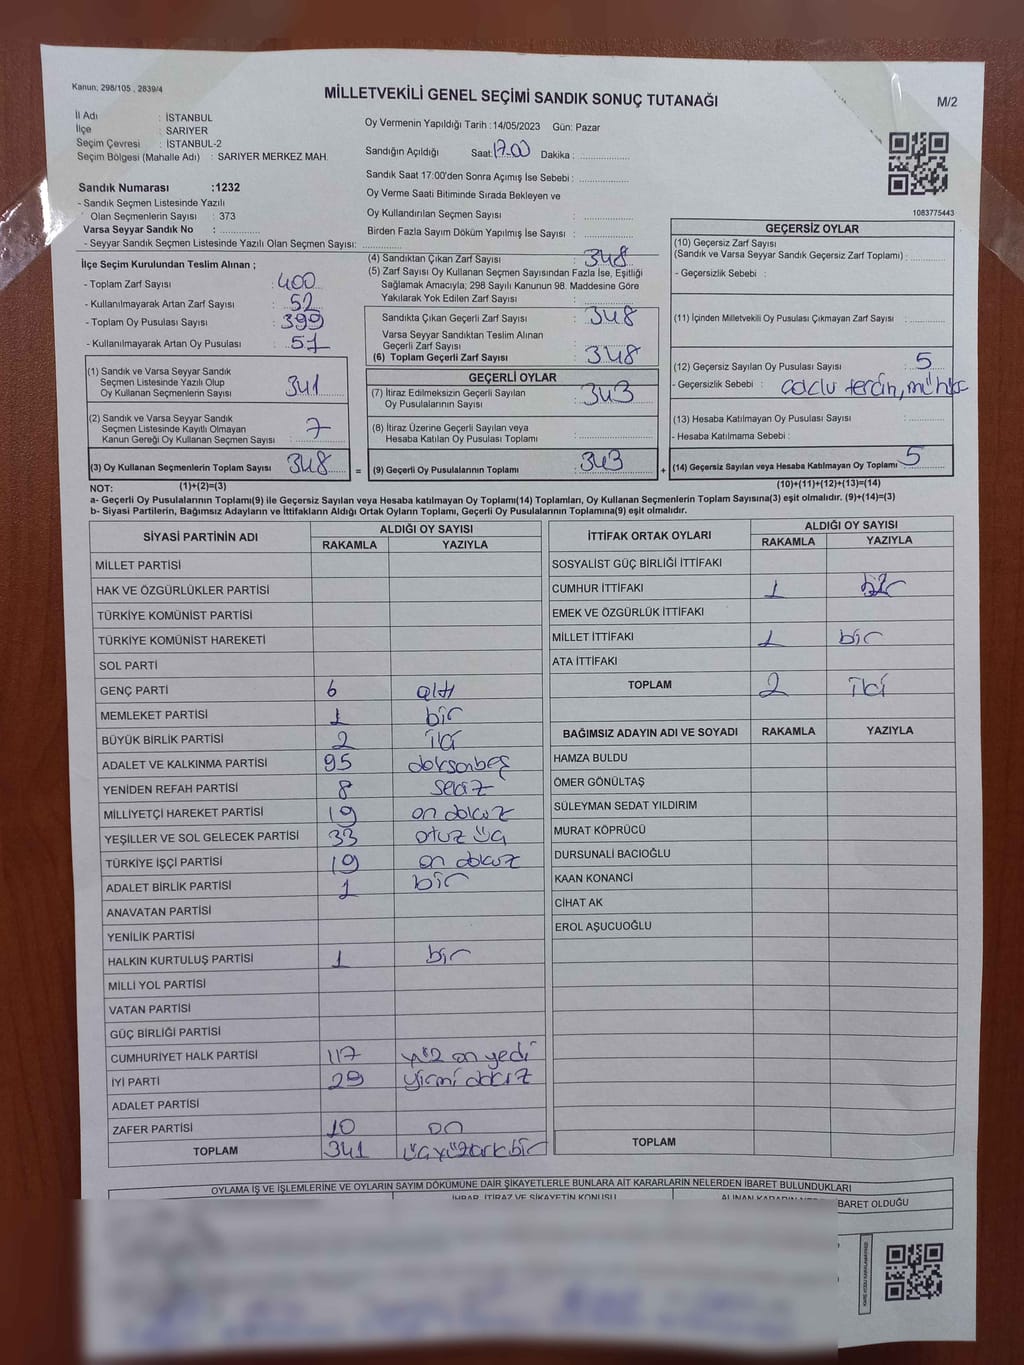 Kanun, 298/105 , 2839/4
MİLLETVEKİLİ GENEL SEÇİMİ SANDIK SONUÇ TUTANAĞI
M/2
İl Adı : İSTANBUL
İlçe : SARIYER
Seçim Çevresi : İSTANBUL-2
Seçim Bölgesi (Mahalle Adı) : SARIYER MERKEZ MAH.
Sandık Numarası :1232
- Sandık Seçmen Listesinde Yazılı
Olan Seçmenlerin Sayısı : 373
Varsa Seyyar Sandık No :
- Seyyar Sandık Seçmen Listesinde Yazılı Olan Seçmen Sayısı:
Oy Vermenin Yapıldığı Tarih :14/05/2023 Gün: Pazar
Sandığın Açıldığı Saat: 17.00 Dakika :
Sandık Saat 17:00'den Sonra Açımış İse Sebebi :
Oy Verme Saati Bitiminde Sırada Bekleyen ve
Oy Kullandırılan Seçmen Sayısı :
Birden Fazla Sayım Döküm Yapılmış İse Sayısı :
1083775443
İlçe Seçim Kurulundan Teslim Alınan ;
- Toplam Zarf Sayısı : 400
- Kullanılmayarak Artan Zarf Sayısı : 52
- Toplam Oy Pusulası Sayısı : 399
- Kullanılmayarak Artan Oy Pusulası : 51
(1) Sandık ve Varsa Seyyar Sandık
Seçmen Listesinde Yazılı Olup
Oy Kullanan Seçmenlerin Sayısı : 341
(2) Sandık ve Varsa Seyyar Sandık
Seçmen Listesinde Kayıtlı Olmayan
Kanun Gereği Oy Kullanan Seçmen Sayısı : 7
(3) Oy Kullanan Seçmenlerin Toplam Sayısı : 348
(4) Sandıktan Çıkan Zarf Sayısı : 348
(5) Zarf Sayısı Oy Kullanan Seçmen Sayısından Fazla İse, Eşitliği
Sağlamak Amacıyla, 298 Sayılı Kanunun 98. Maddesine Göre
Yakılarak Yok Edilen Zarf Sayısı :
Sandıkta Çıkan Geçerli Zarf Sayısı : 348
Varsa Seyyar Sandıktan Teslim Alınan
Geçerli Zarf Sayısı :
(6) Toplam Geçerli Zarf Sayısı : 348
GEÇERLİ OYLAR
(7) İtiraz Edilmeksizin Geçerli Sayılan
Oy Pusulalarının Sayısı : 343
(8) İtiraz Üzerine Geçerli Sayılan veya
Hesaba Katılan Oy Pusulası Toplamı :
= (9) Geçerli Oy Pusulalarının Toplamı : 343
GEÇERSİZ OYLAR
(10) Geçersiz Zarf Sayısı
(Sandık ve Varsa Seyyar Sandık Geçersiz Zarf Toplamı) :
- Geçersizlik Sebebi :
(11) İçinden Milletvekili Oy Pusulası Çıkmayan Zarf Sayısı :
(12) Geçersiz Sayılan Oy Pusulası Sayısı : 5
- Geçersizlik Sebebi :
(13) Hesaba Katılmayan Oy Pusulası Sayısı :
- Hesaba Katılmama Sebebi :
+ (14) Geçersiz Sayılan veya Hesaba Katılmayan Oy Toplamı : 5
NOT: (1)+(2)=(3)
(10)+(11)+(12)+(13)=(14)
a- Geçerli Oy Pusulalarının Toplamı(9) ile Geçersiz Sayılan veya Hesaba katılmayan Oy Toplamı(14) Toplamları, Oy Kullanan Seçmenlerin Toplam Sayısına(3) eşit olmalıdır. (9)+(14)=(3)
b- Siyasi Partilerin, Bağımsız Adayların ve İttifakların Aldığı Ortak Oyların Toplamı, Geçerli Oy Pusulalarının Toplamına(9) eşit olmalıdır.
SİYASİ PARTİNİN ADI ALDIĞI OY SAYISI
RAKAMLA YAZIYLA
MİLLET PARTİSİ
HAK VE ÖZGÜRLÜKLER PARTİSİ
TÜRKİYE KOMÜNİST PARTİSİ
TÜRKİYE KOMÜNİST HAREKETİ
SOL PARTİ
GENÇ PARTİ 6 altı
MEMLEKET PARTİSİ 1 bir
BÜYÜK BİRLİK PARTİSİ 2 iki
ADALET VE KALKINMA PARTİSİ 95 doksanbeş
YENİDEN REFAH PARTİSİ 8 sekiz
MİLLİYETÇİ HAREKET PARTİSİ 19 on dokuz
YEŞİLLER VE SOL GELECEK PARTİSİ 33 otuz üç
TÜRKİYE İŞÇİ PARTİSİ 19 on dokuz
ADALET BİRLİK PARTİSİ 1 bir
ANAVATAN PARTİSİ
YENİLİK PARTİSİ
HALKIN KURTULUŞ PARTİSİ 1 bir
MİLLİ YOL PARTİSİ
VATAN PARTİSİ
GÜÇ BİRLİĞİ PARTİSİ
CUMHURİYET HALK PARTİSİ 117 yüz on yedi
İYİ PARTİ 29 yirmi dokuz
ADALET PARTİSİ
ZAFER PARTİSİ 10 on
TOPLAM 341 üçyüzkırkbir
İTTİFAK ORTAK OYLARI ALDIĞI OY SAYISI
RAKAMLA YAZIYLA
SOSYALİST GÜÇ BİRLİĞİ İTTİFAKI
CUMHUR İTTİFAKI 1 bir
EMEK VE ÖZGÜRLÜK İTTİFAKI
MİLLET İTTİFAKI 1 bir
ATA İTTİFAKI
TOPLAM 2 iki
BAĞIMSIZ ADAYIN ADI VE SOYADI RAKAMLA YAZIYLA
HAMZA BULDU
ÖMER GÖNÜLTAŞ
SÜLEYMAN SEDAT YILDIRIM
MURAT KÖPRÜCÜ
DURSUNALİ BACIOĞLU
KAAN KONANCİ
CİHAT AK
EROL AŞUCUOĞLU
TOPLAM
OYLAMA İŞ VE İŞLEMLERİNE VE OYLARIN SAYIM DÖKÜMÜNE DAİR ŞİKAYETLERLE BUNLARA AİT KARARLARIN NELERDEN İBARET BULUNDUKLARI
İHBAR, İTİRAZ VE ŞİKAYETİN KONUSU
İBARET OLDUĞU